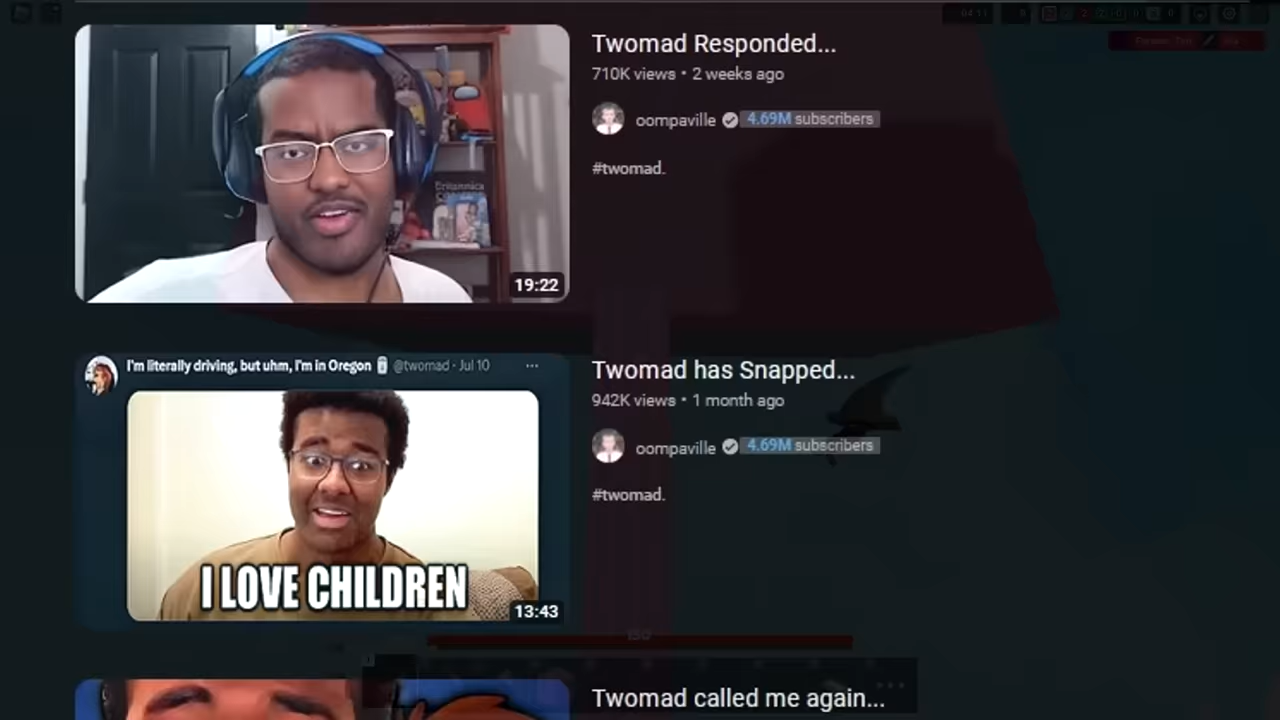 Twomad Responded...
710K views • 2 weeks ago
oompaville 4.69M subscribers
#twomad.
19:22
I'm literally driving, but uhm, I'm in Oregon @twomad · Jul 10 ...
I LOVE CHILDREN
13:43
Twomad has Snapped...
942K views • 1 month ago
oompaville 4.69M subscribers
#twomad.
Twomad called me again...